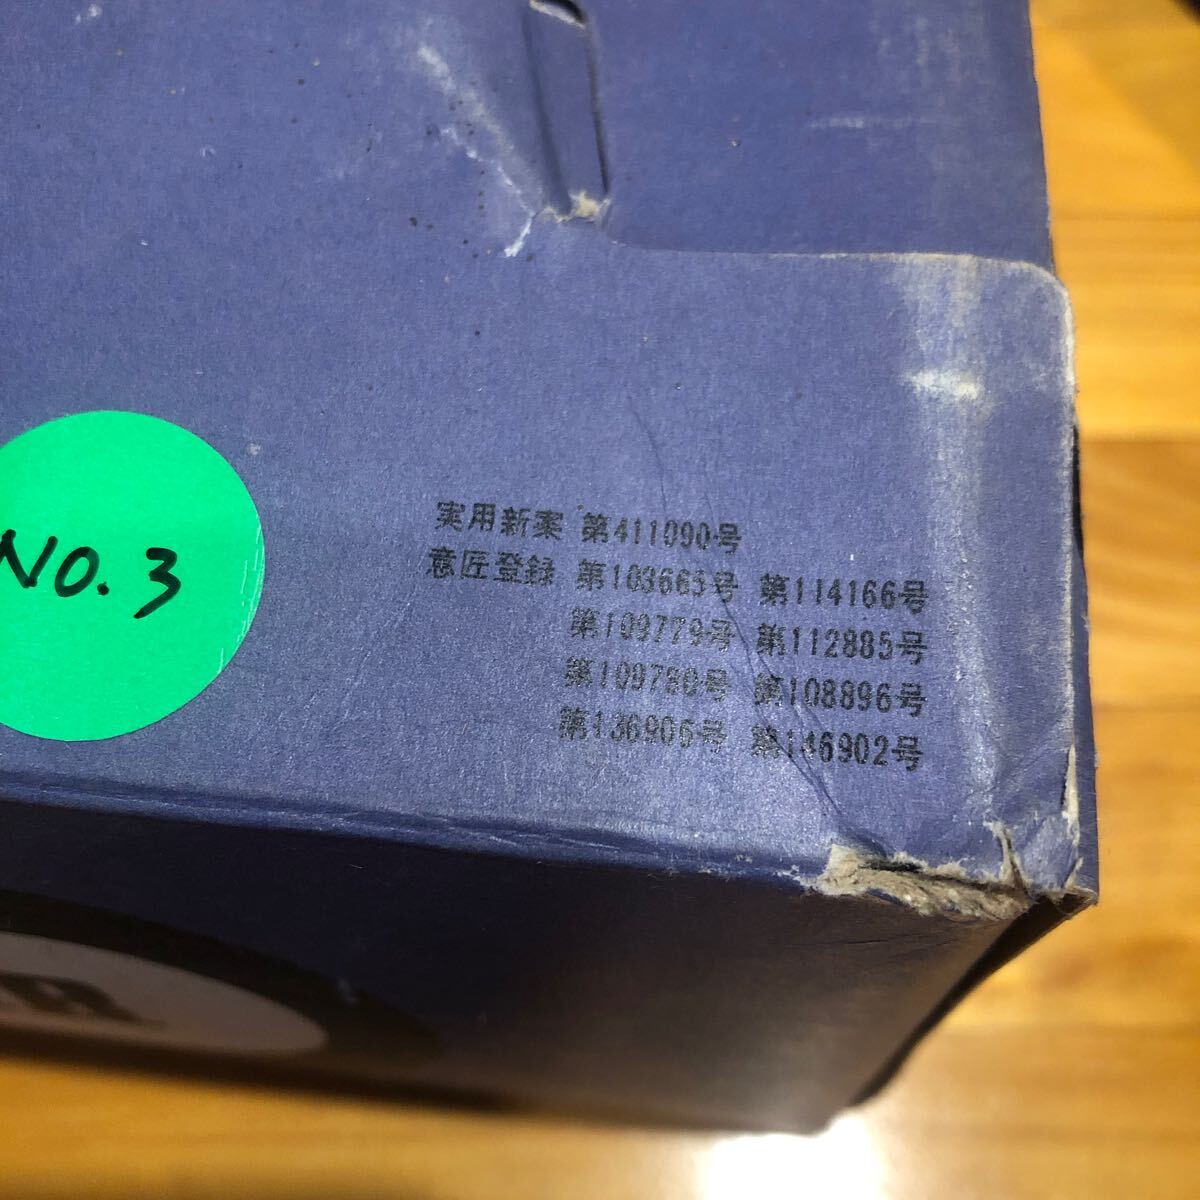 NO. 3
実用新案 第411090号
意匠登録 第103665号 第114166号
第109779号 第112885号
第109780号 第108896号
第136906号 第146902号